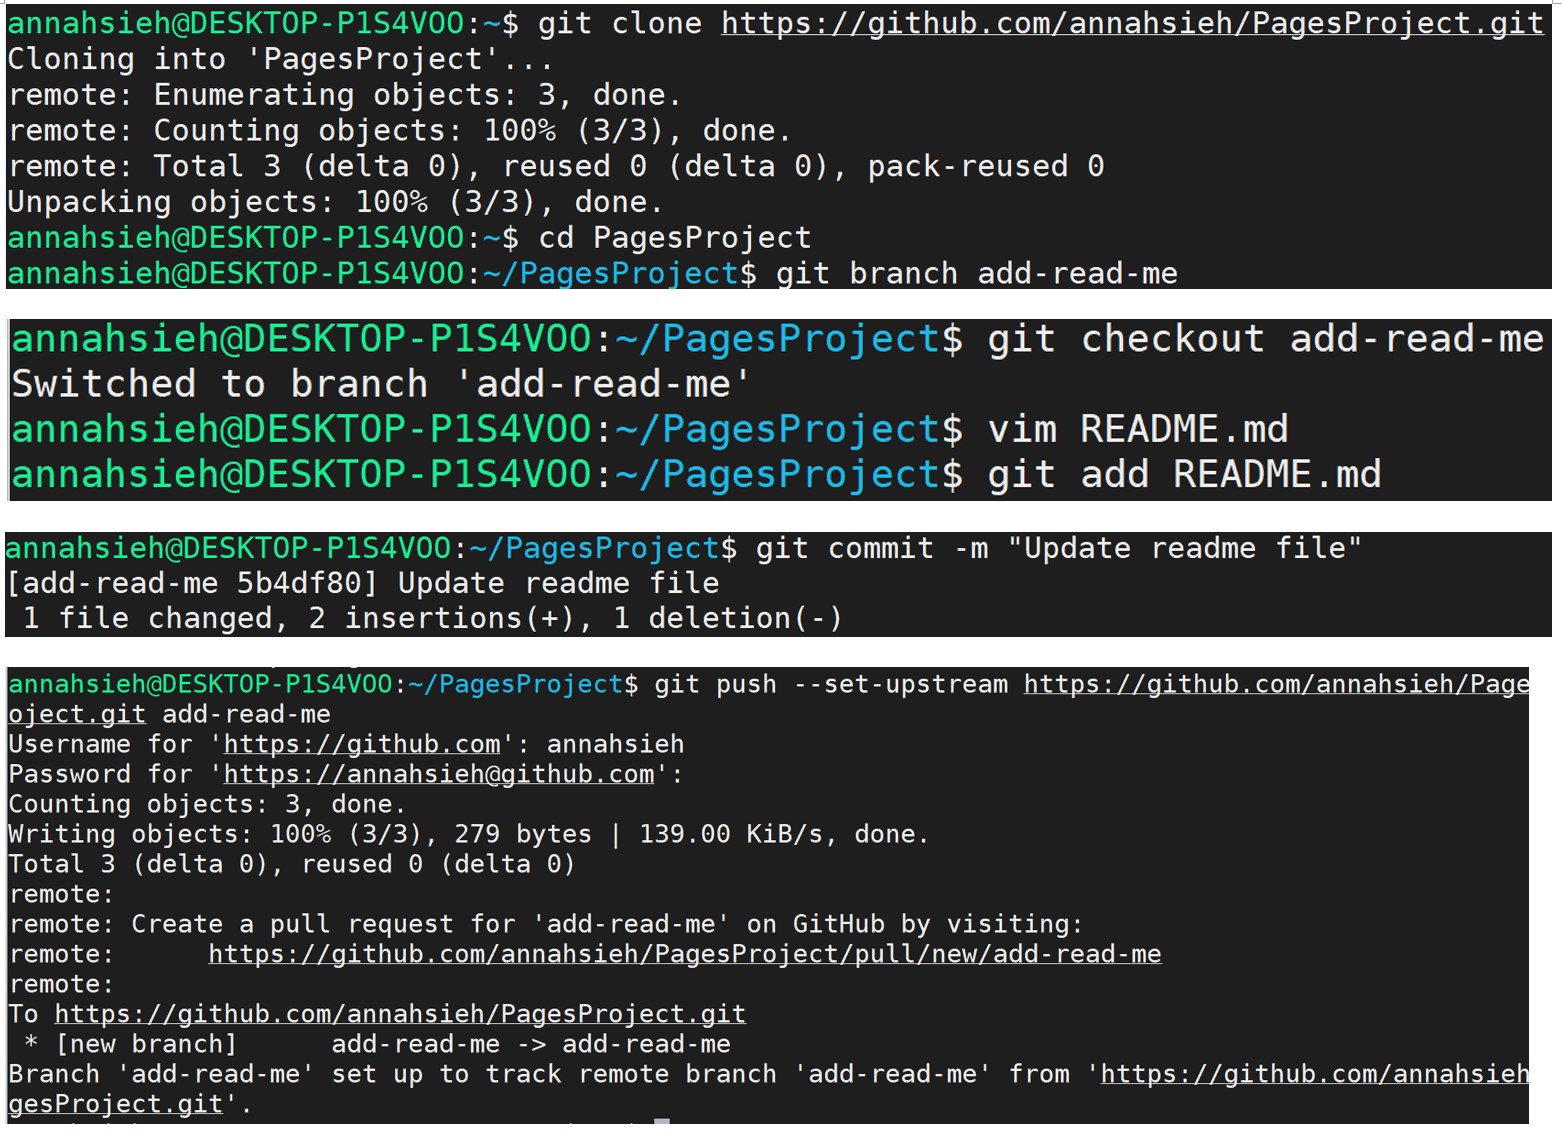 annahsieh@DESKTOP-P1S4VOO:~$ git clone https://github.com/annahsieh/PagesProject.git
Cloning into 'PagesProject'...
remote: Enumerating objects: 3, done.
remote: Counting objects: 100% (3/3), done.
remote: Total 3 (delta 0), reused 0 (delta 0), pack-reused 0
Unpacking objects: 100% (3/3), done.
annahsieh@DESKTOP-P1S4VOO:~$ cd PagesProject
annahsieh@DESKTOP-P1S4VOO:~/PagesProject$ git branch add-read-me
annahsieh@DESKTOP-P1S4VOO:~/PagesProject$ git checkout add-read-me
Switched to branch 'add-read-me'
annahsieh@DESKTOP-P1S4VOO:~/PagesProject$ vim README.md
annahsieh@DESKTOP-P1S4VOO:~/PagesProject$ git add README.md
annahsieh@DESKTOP-P1S4VOO:~/PagesProject$ git commit -m "Update readme file"
[add-read-me 5b4df80] Update readme file
 1 file changed, 2 insertions(+), 1 deletion(-)
annahsieh@DESKTOP-P1S4VOO:~/PagesProject$ git push --set-upstream https://github.com/annahsieh/Page
oject.git add-read-me
Username for 'https://github.com': annahsieh
Password for 'https://annahsieh@github.com':
Counting objects: 3, done.
Writing objects: 100% (3/3), 279 bytes | 139.00 KiB/s, done.
Total 3 (delta 0), reused 0 (delta 0)
remote:
remote: Create a pull request for 'add-read-me' on GitHub by visiting:
remote:      https://github.com/annahsieh/PagesProject/pull/new/add-read-me
remote:
To https://github.com/annahsieh/PagesProject.git
 * [new branch]      add-read-me -> add-read-me
Branch 'add-read-me' set up to track remote branch 'add-read-me' from 'https://github.com/annahsieh
gesProject.git'.